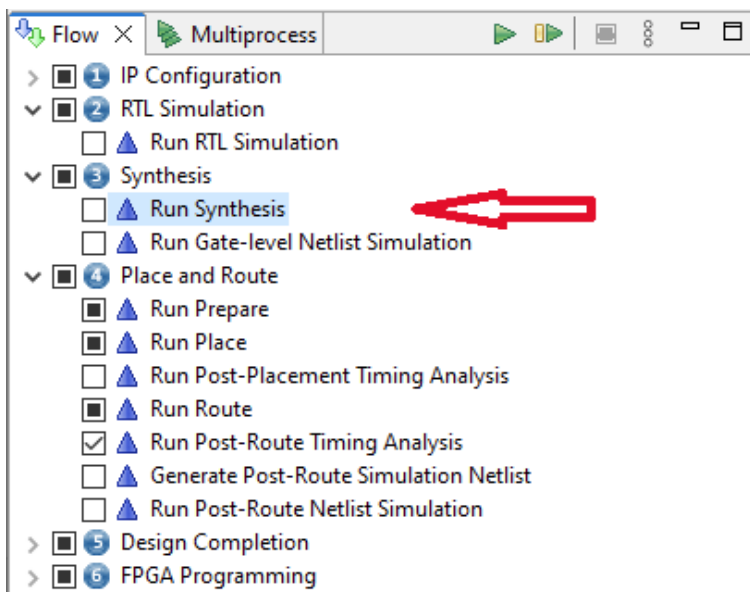 Flow Multiprocess
1 IP Configuration
2 RTL Simulation
Run RTL Simulation
3 Synthesis
Run Synthesis
Run Gate-level Netlist Simulation
4 Place and Route
Run Prepare
Run Place
Run Post-Placement Timing Analysis
Run Route
Run Post-Route Timing Analysis
Generate Post-Route Simulation Netlist
Run Post-Route Netlist Simulation
5 Design Completion
6 FPGA Programming